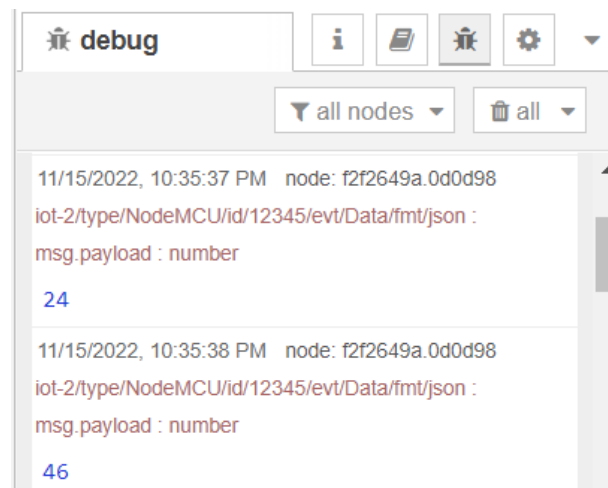 debug
i
all nodes
all
11/15/2022, 10:35:37 PM node: f2f2649a.0d0d98
iot-2/type/NodeMCU/id/12345/evt/Data/fmt/json :
msg.payload : number
24
11/15/2022, 10:35:38 PM node: f2f2649a.0d0d98
iot-2/type/NodeMCU/id/12345/evt/Data/fmt/json :
msg.payload : number
46